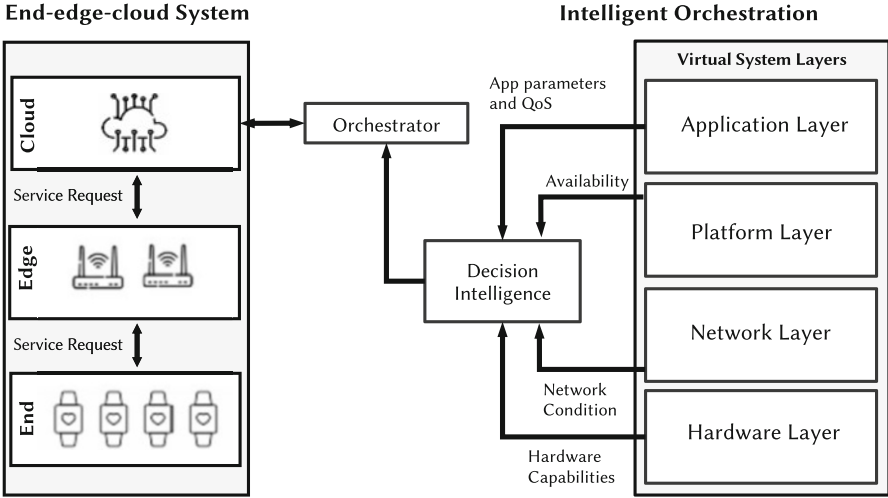 End-edge-cloud System
Intelligent Orchestration
Cloud
Service Request
Edge
Service Request
End
Orchestrator
Decision
Intelligence
App parameters
and QoS
Availability
Network
Condition
Hardware
Capabilities
Virtual System Layers
Application Layer
Platform Layer
Network Layer
Hardware Layer